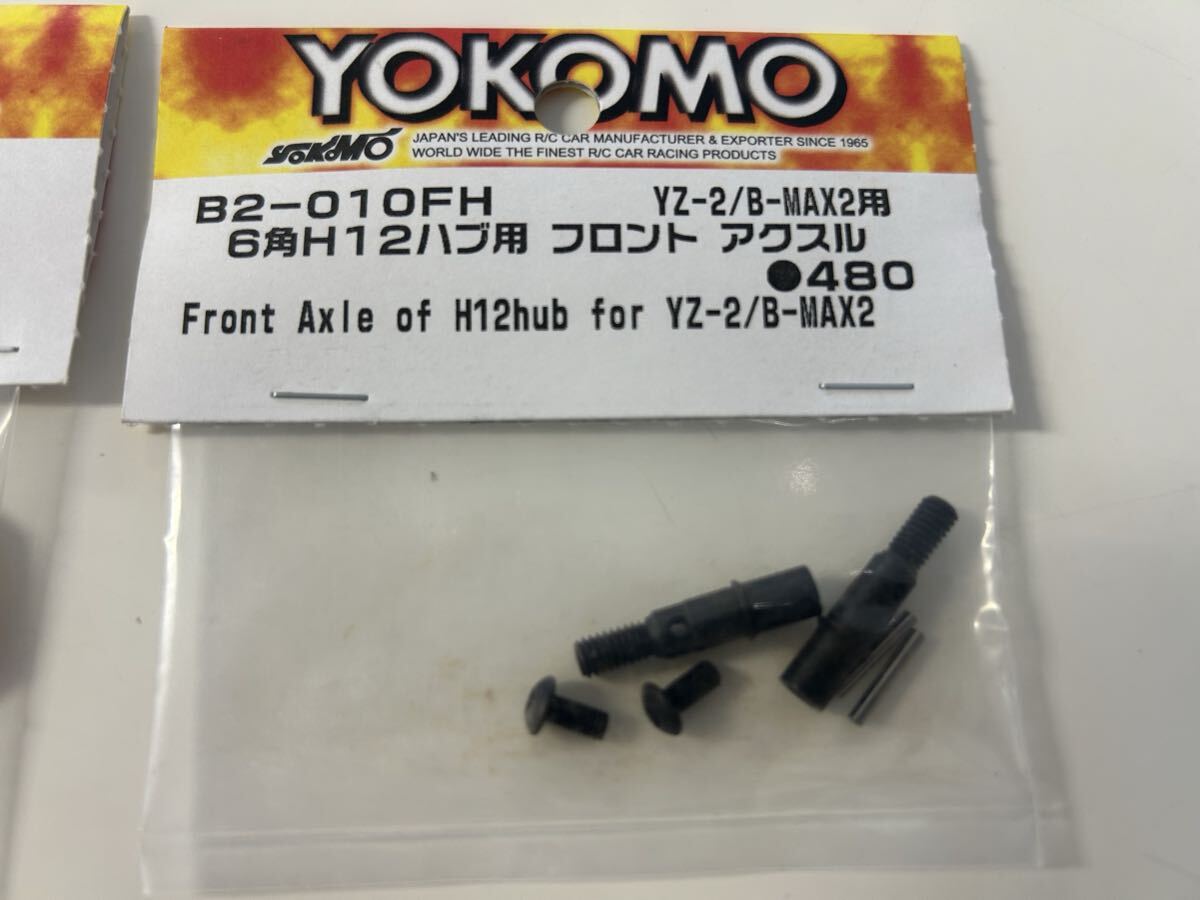 YOKOMO
YOKOMO JAPAN'S LEADING R/C CAR MANUFACTURER & EXPORTER SINCE 1965
WORLD WIDE THE FINEST R/C CAR RACING PRODUCTS
B2-010FH YZ-2/B-MAX2用
6角H12ハブ用 フロント アクスル
●480
Front Axle of H12hub for YZ-2/B-MAX2